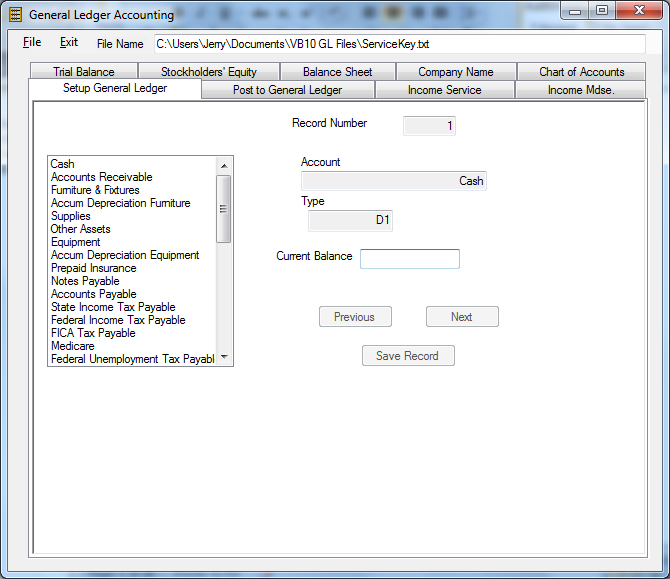 General Ledger Accounting
File Exit File Name C:\Users\Jerry\Documents\VB10 GL Files\ServiceKey.txt
Trial Balance Stockholders' Equity Balance Sheet Company Name Chart of Accounts
Setup General Ledger Post to General Ledger Income Service Income Mdse.
Record Number 1
Cash
Accounts Receivable
Furniture & Fixtures
Accum Depreciation Furniture
Supplies
Other Assets
Equipment
Accum Depreciation Equipment
Prepaid Insurance
Notes Payable
Accounts Payable
State Income Tax Payable
Federal Income Tax Payable
FICA Tax Payable
Medicare
Federal Unemployment Tax Payabl
Account
Cash
Type
D1
Current Balance
Previous Next
Save Record